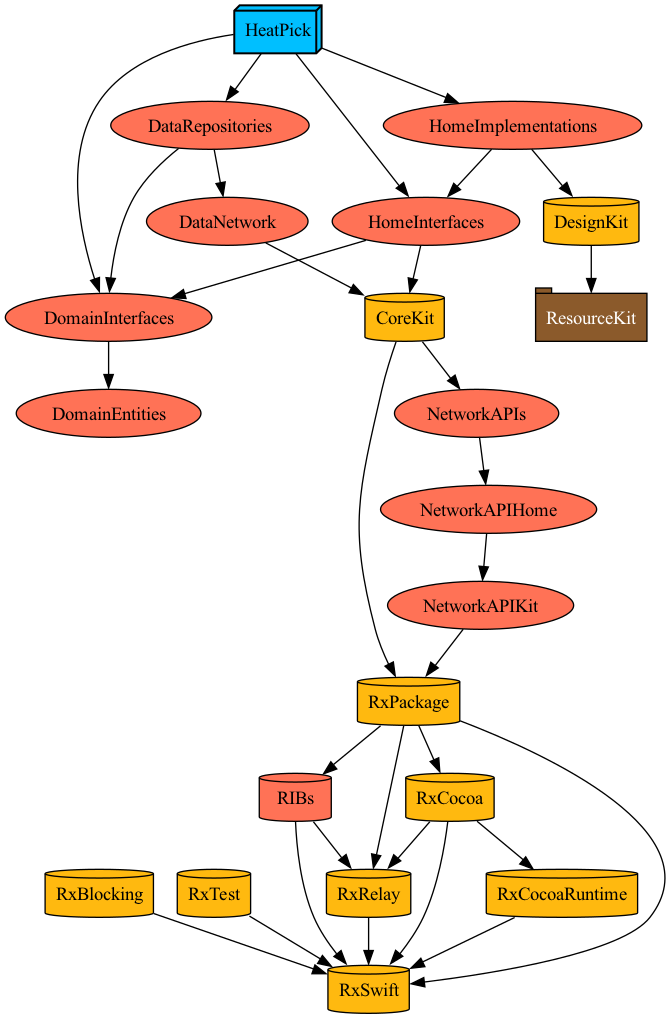 HeatPick
DataRepositories
HomeImplementations
DataNetwork
HomeInterfaces
DesignKit
DomainInterfaces
CoreKit
ResourceKit
DomainEntities
NetworkAPIs
NetworkAPIHome
NetworkAPIKit
RxPackage
RIBs
RxCocoa
RxBlocking
RxTest
RxRelay
RxCocoaRuntime
RxSwift